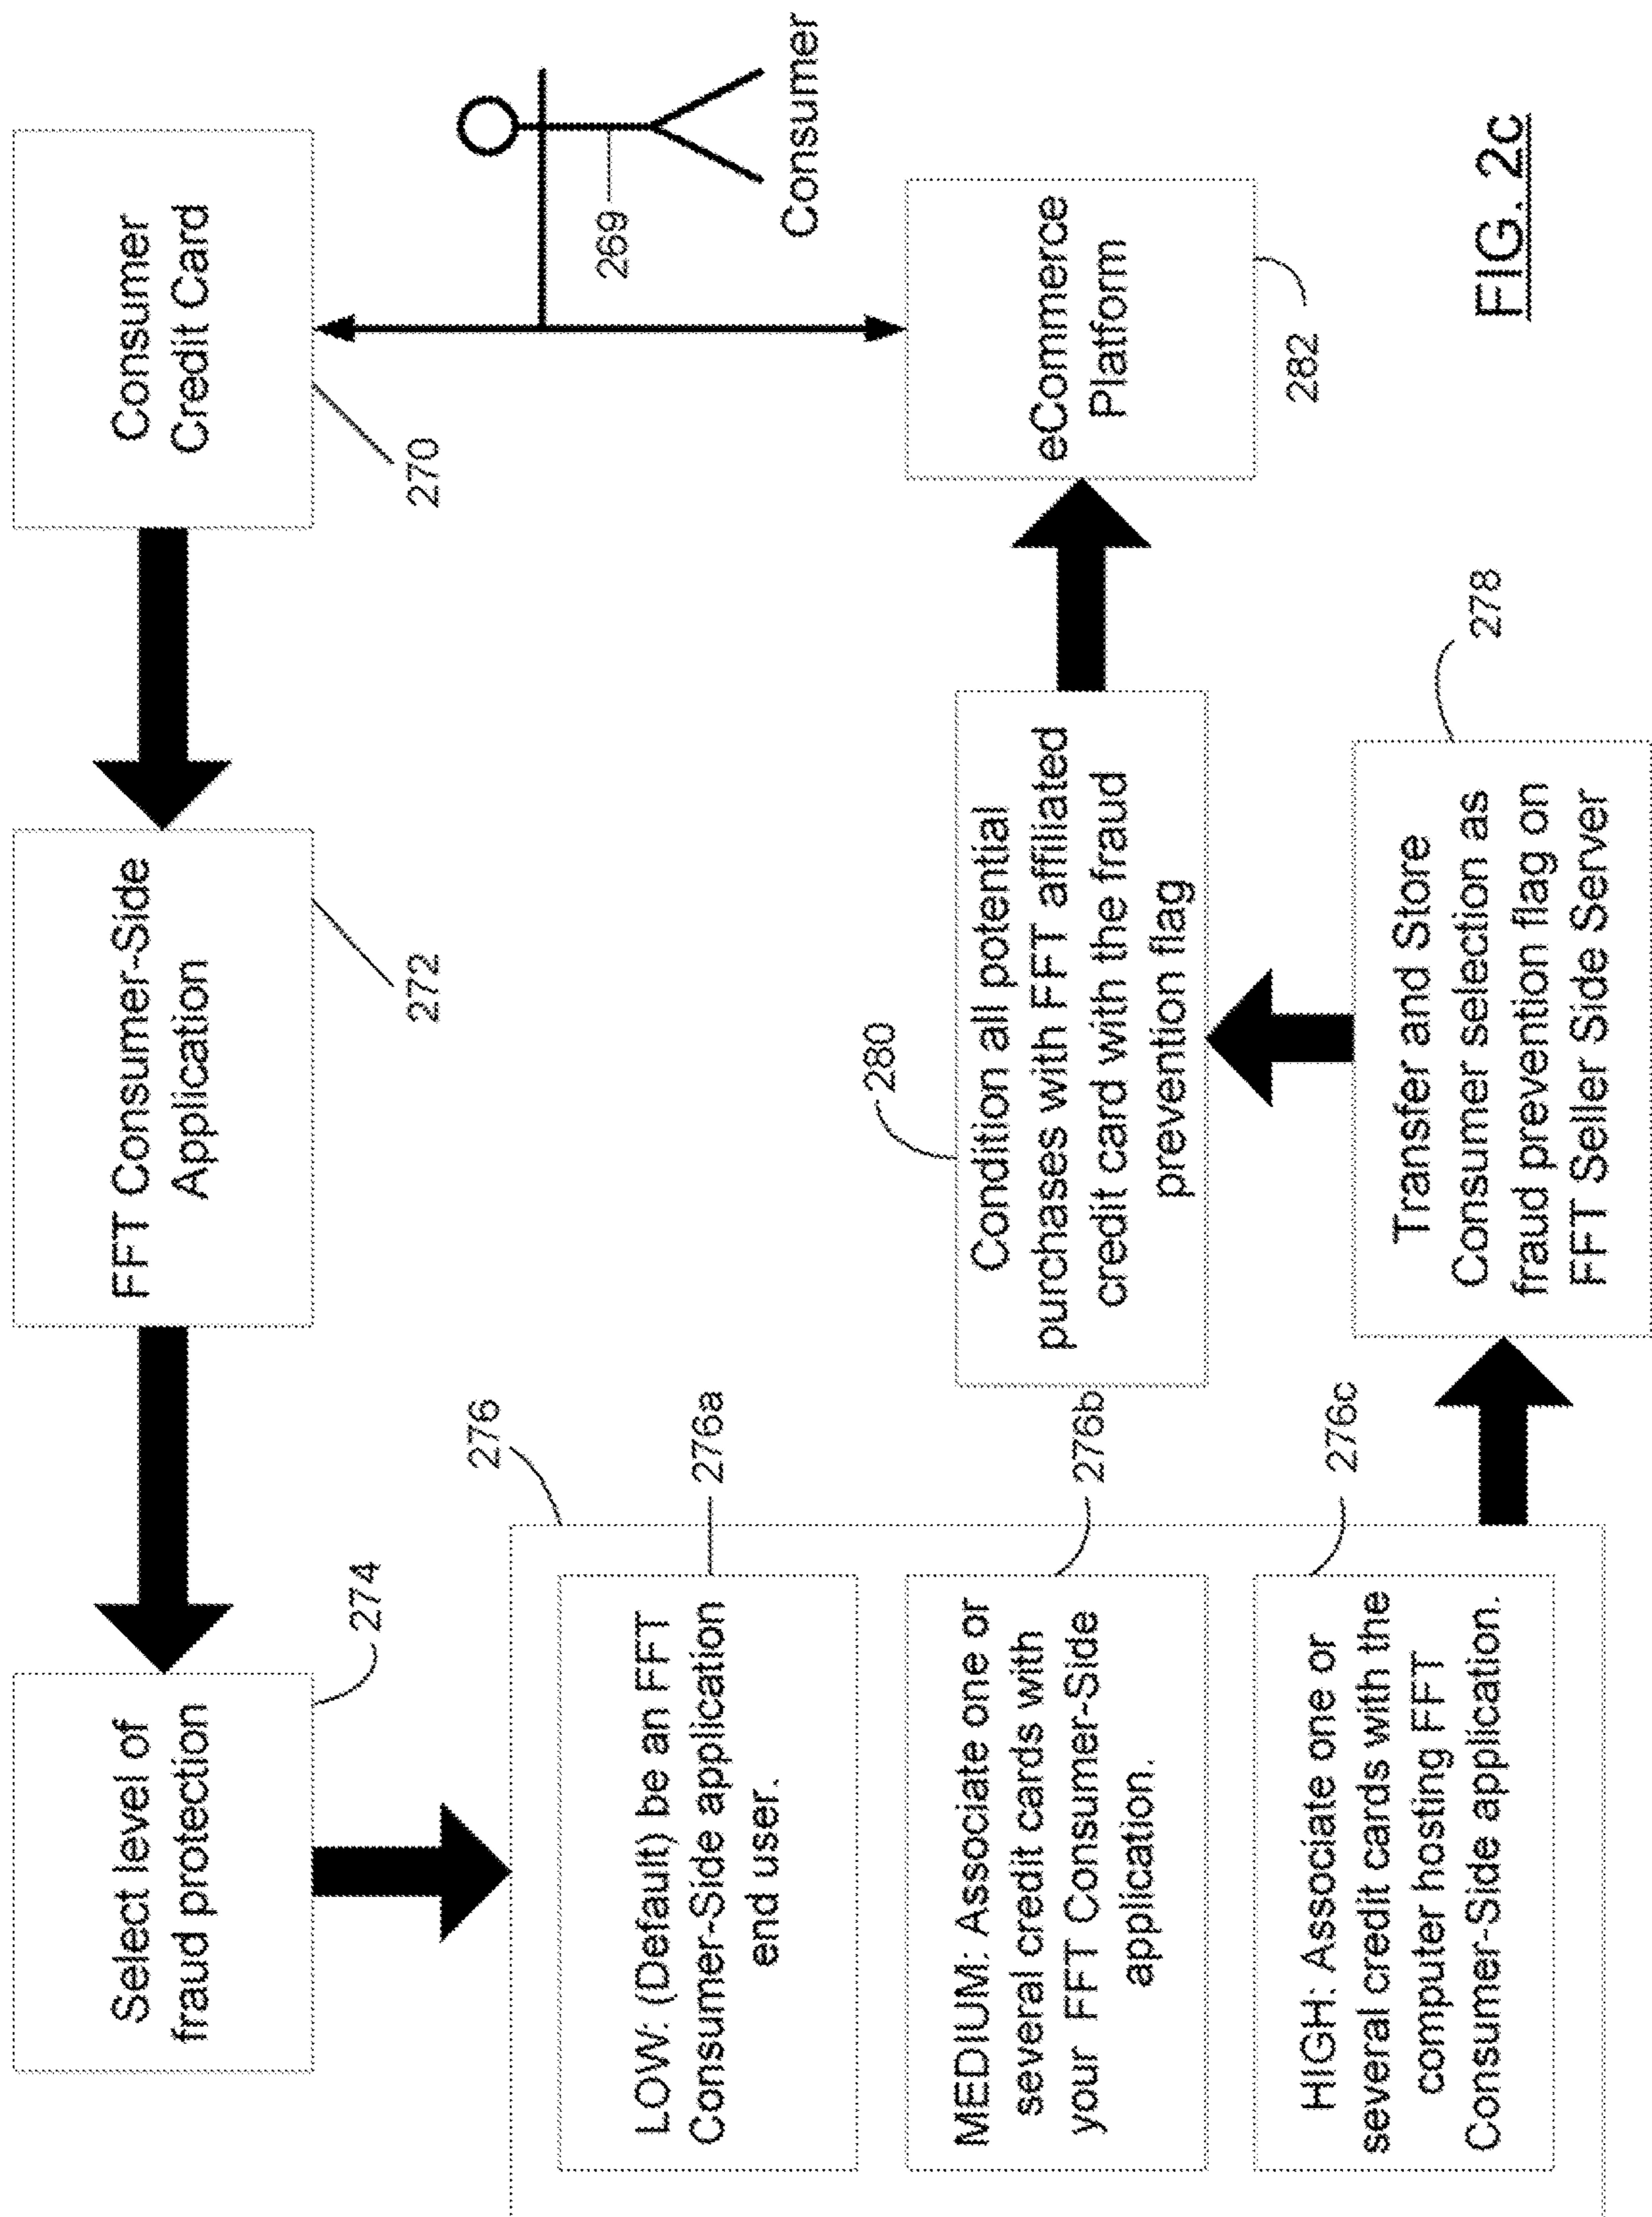 Select level of
fraud protection
274
FFT Consumer-Side
Application
272
Consumer
Credit Card
270
269
Consumer
276
LOW: (Default) be an FFT
Consumer-Side application
end user.
276a
MEDIUM: Associate one or
several credit cards with
your FFT Consumer-Side
application.
276b
HIGH: Associate one or
several credit cards with the
computer hosting FFT
Consumer-Side application.
276c
Transfer and Store
Consumer selection as
fraud prevention flag on
FFT Seller Side Server
278
280
Condition all potential
purchases with FFT affiliated
credit card with the fraud
prevention flag
eCommerce
Platform
282
FIG. 2c